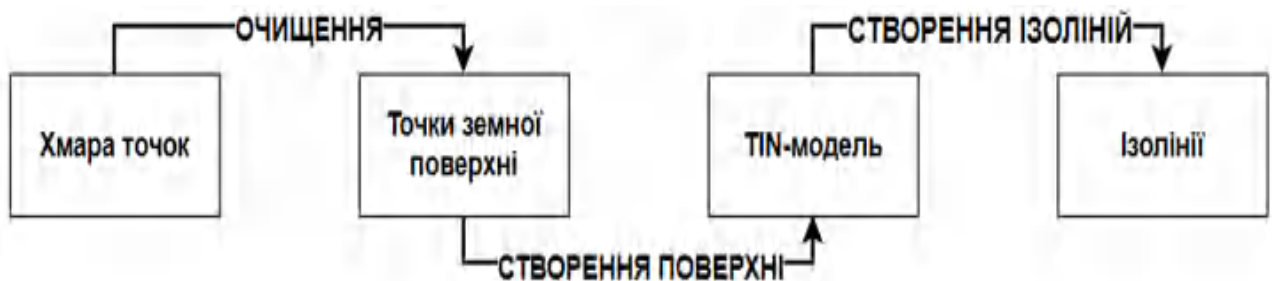 ОЧИЩЕННЯ
СТВОРЕННЯ ІЗОЛІНІЙ
Хмара точок
Точки земної
поверхні
TIN-модель
Ізолінії
СТВОРЕННЯ ПОВЕРХНІ